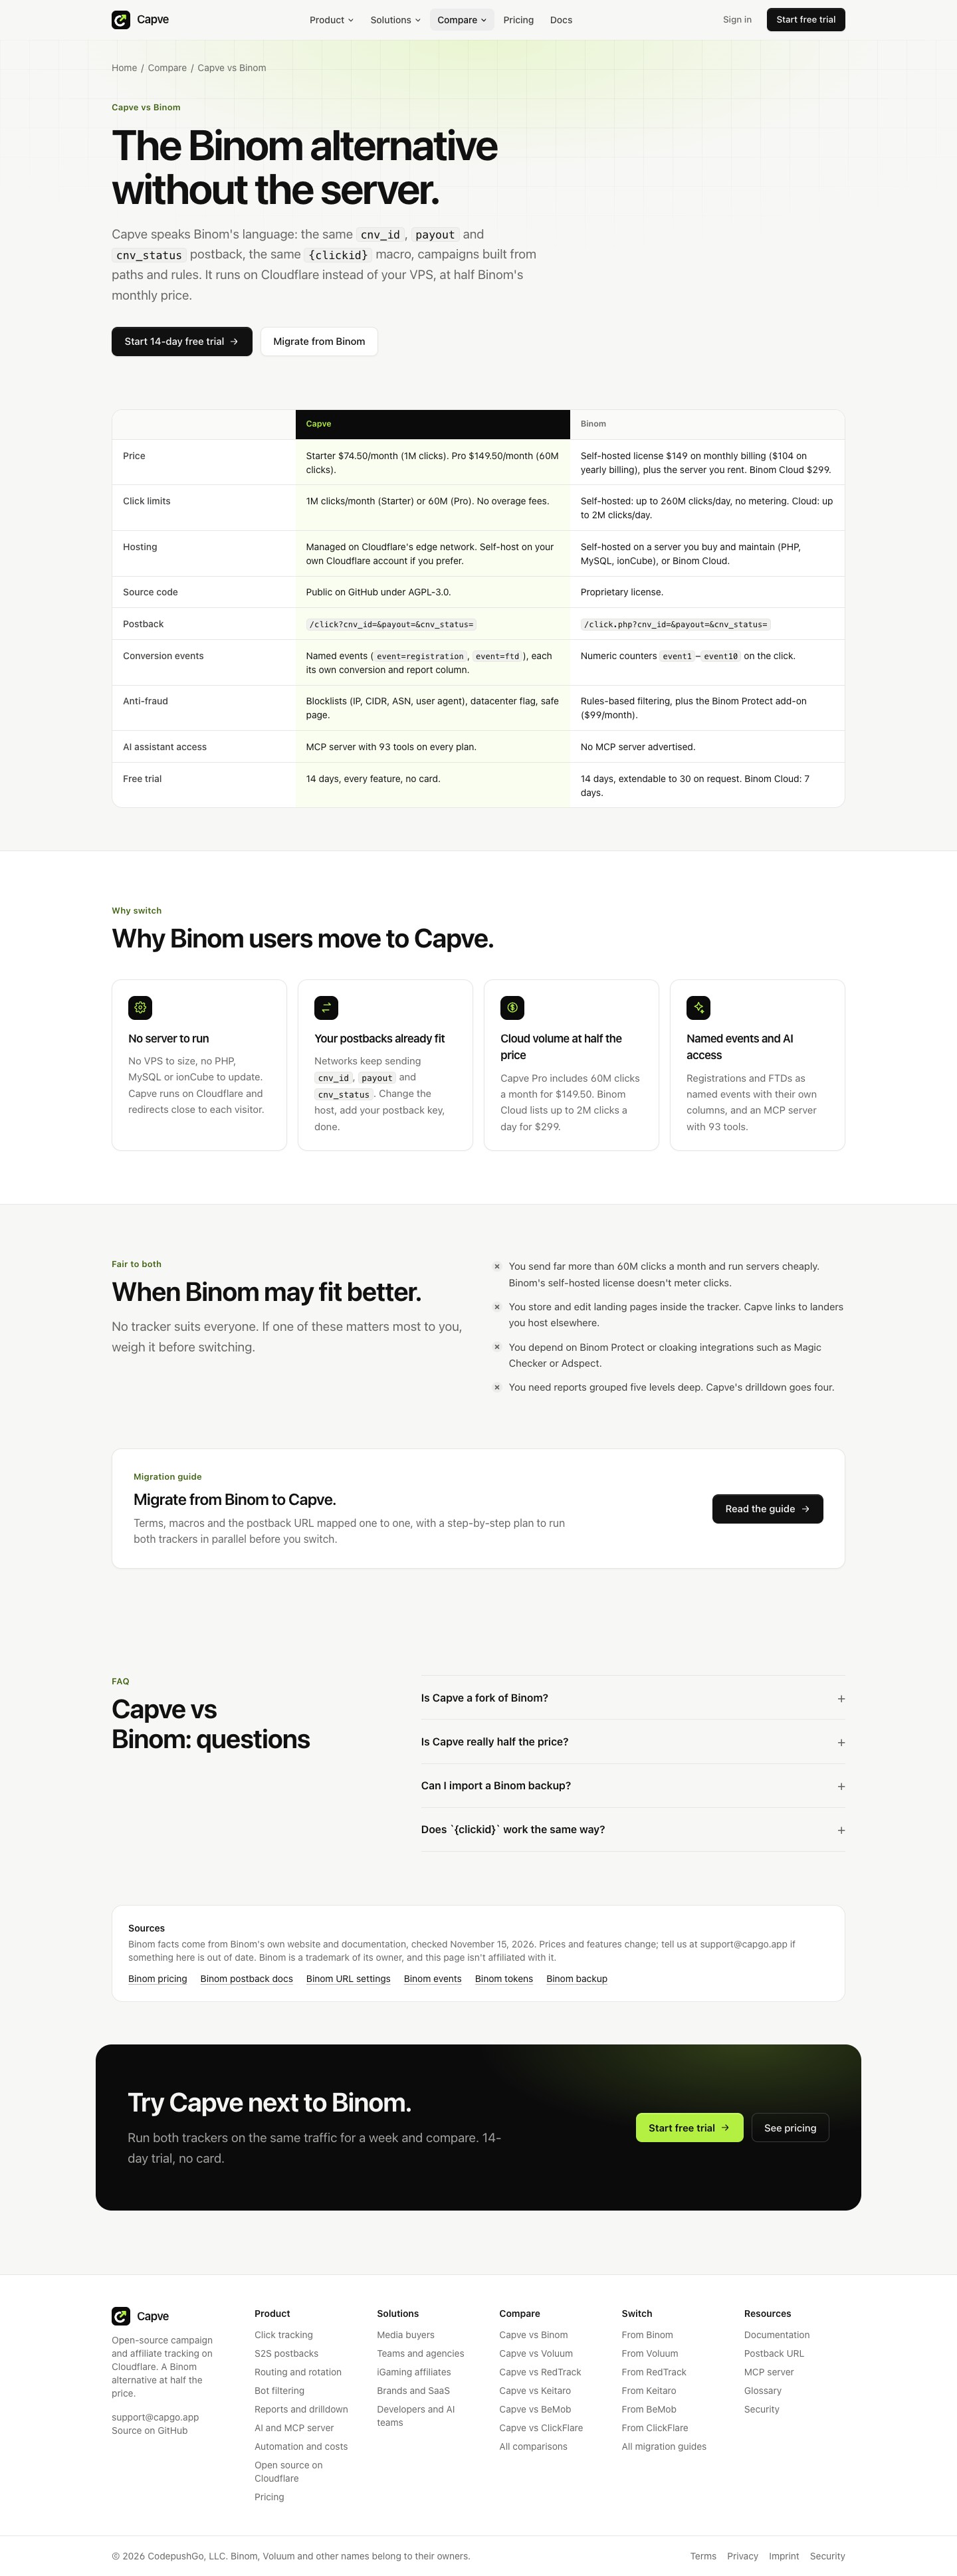 Capve
Product
Solutions
Compare
Pricing
Docs
Sign in
Start free trial
Home / Compare / Capve vs Binom
Capve vs Binom
The Binom alternative
without the server.
Capve speaks Binom's language: the same cnv_id, payout and
cnv_status postback, the same {clickid} macro, campaigns built from
paths and rules. It runs on Cloudflare instead of your VPS, at half Binom's
monthly price.
Start 14-day free trial →
Migrate from Binom
Capve
Binom
Price
Starter $74.50/month (1M clicks). Pro $149.50/month (60M
clicks).
Self-hosted license $149 on monthly billing ($104 on
yearly billing), plus the server you rent. Binom Cloud $299.
Click limits
1M clicks/month (Starter) or 60M (Pro). No overage fees.
Self-hosted: up to 260M clicks/day, no metering. Cloud: up
to 2M clicks/day.
Hosting
Managed on Cloudflare's edge network. Self-host on your
own Cloudflare account if you prefer.
Self-hosted on a server you buy and maintain (PHP,
MySQL, ionCube), or Binom Cloud.
Source code
Public on GitHub under AGPL-3.0.
Proprietary license.
Postback
/click?cnv_id=&payout=&cnv_status=
/click.php?cnv_id=&payout=&cnv_status=
Conversion events
Named events (event=registration, event=ftd), each
its own conversion and report column.
Numeric counters event1–event10 on the click.
Anti-fraud
Blocklists (IP, CIDR, ASN, user agent), datacenter flag, safe
page.
Rules-based filtering, plus the Binom Protect add-on
($99/month).
AI assistant access
MCP server with 93 tools on every plan.
No MCP server advertised.
Free trial
14 days, every feature, no card.
14 days, extendable to 30 on request. Binom Cloud: 7
days.
Why switch
Why Binom users move to Capve.
No server to run
No VPS to size, no PHP,
MySQL or ionCube to update.
Capve runs on Cloudflare and
redirects close to each visitor.
Your postbacks already fit
Networks keep sending
cnv_id, payout and
cnv_status. Change the
host, add your postback key,
done.
Cloud volume at half the
price
Capve Pro includes 60M clicks
a month for $149.50. Binom
Cloud lists up to 2M clicks a
day for $299.
Named events and AI
access
Registrations and FTDs as
named events with their own
columns, and an MCP server
with 93 tools.
Fair to both
When Binom may fit better.
No tracker suits everyone. If one of these matters most to you,
weigh it before switching.
You send far more than 60M clicks a month and run servers cheaply.
Binom's self-hosted license doesn't meter clicks.
You store and edit landing pages inside the tracker. Capve links to landers
you host elsewhere.
You depend on Binom Protect or cloaking integrations such as Magic
Checker or Adspect.
You need reports grouped five levels deep. Capve's drilldown goes four.
Migration guide
Migrate from Binom to Capve.
Terms, macros and the postback URL mapped one to one, with a step-by-step plan to run
both trackers in parallel before you switch.
Read the guide →
FAQ
Capve vs
Binom: questions
Is Capve a fork of Binom? +
Is Capve really half the price? +
Can I import a Binom backup? +
Does `{clickid}` work the same way? +
Sources
Binom facts come from Binom's own website and documentation, checked November 15, 2026. Prices and features change; tell us at support@capgo.app if
something here is out of date. Binom is a trademark of its owner, and this page isn't affiliated with it.
Binom pricing
Binom postback docs
Binom URL settings
Binom events
Binom tokens
Binom backup
Try Capve next to Binom.
Run both trackers on the same traffic for a week and compare. 14-
day trial, no card.
Start free trial →
See pricing
Capve
Open-source campaign
and affiliate tracking on
Cloudflare. A Binom
alternative at half the
price.
support@capgo.app
Source on GitHub
Product
Click tracking
S2S postbacks
Routing and rotation
Bot filtering
Reports and drilldown
AI and MCP server
Automation and costs
Open source on
Cloudflare
Pricing
Solutions
Media buyers
Teams and agencies
iGaming affiliates
Brands and SaaS
Developers and AI
teams
Compare
Capve vs Binom
Capve vs Voluum
Capve vs RedTrack
Capve vs Keitaro
Capve vs BeMob
Capve vs ClickFlare
All comparisons
Switch
From Binom
From Voluum
From RedTrack
From Keitaro
From BeMob
From ClickFlare
All migration guides
Resources
Documentation
Postback URL
MCP server
Glossary
Security
© 2026 CodepushGo, LLC. Binom, Voluum and other names belong to their owners.
Terms
Privacy
Imprint
Security